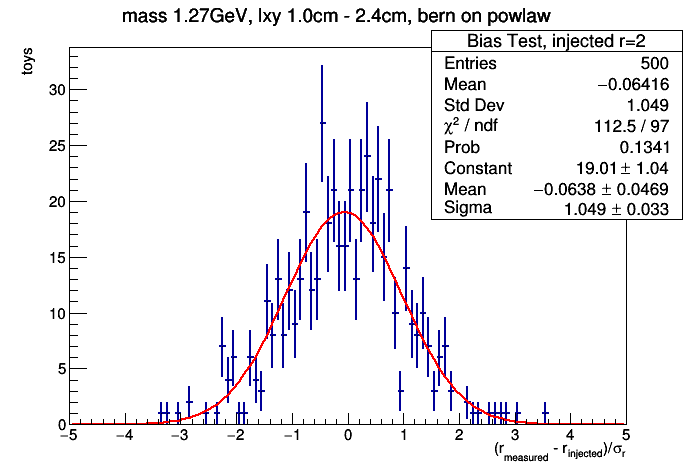 mass 1.27GeV, lxy 1.0cm - 2.4cm, bern on powlaw
Bias Test, injected r=2
Entries 500
Mean −0.06416
Std Dev 1.049
χ² / ndf 112.5 / 97
Prob 0.1341
Constant 19.01 ± 1.04
Mean −0.0638 ± 0.0469
Sigma 1.049 ± 0.033
toys
30
25
20
15
10
5
0
−5 −4 −3 −2 −1 0 1 2 3 4 5
(r_measured - r_injected)/σ_r